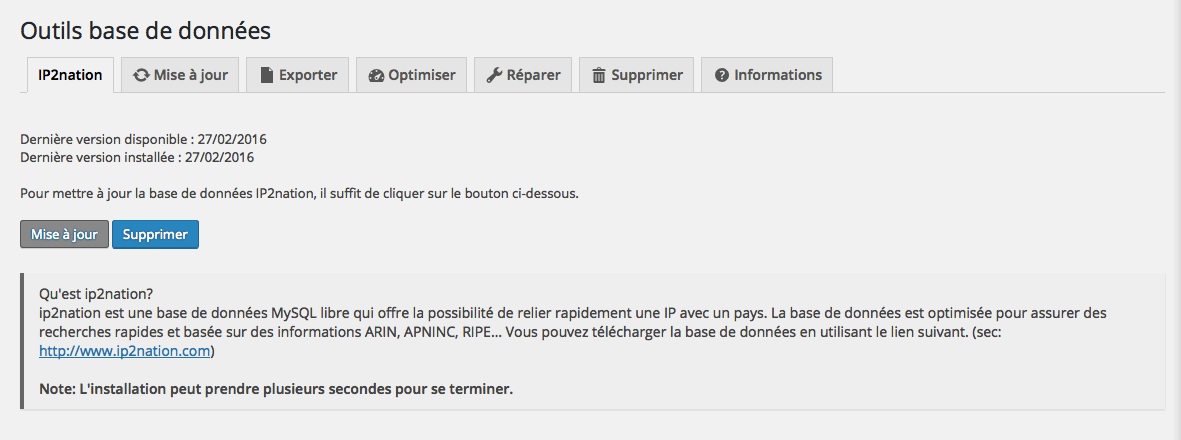 Outils base de données
IP2nation Mise à jour Exporter Optimiser Réparer Supprimer Informations
Dernière version disponible : 27/02/2016
Dernière version installée : 27/02/2016
Pour mettre à jour la base de données IP2nation, il suffit de cliquer sur le bouton ci-dessous.
Mise à jour Supprimer
Qu'est ip2nation?
ip2nation est une base de données MySQL libre qui offre la possibilité de relier rapidement une IP avec un pays. La base de données est optimisée pour assurer des
recherches rapides et basée sur des informations ARIN, APNINC, RIPE... Vous pouvez télécharger la base de données en utilisant le lien suivant. (sec:
http://www.ip2nation.com)
Note: L'installation peut prendre plusieurs secondes pour se terminer.